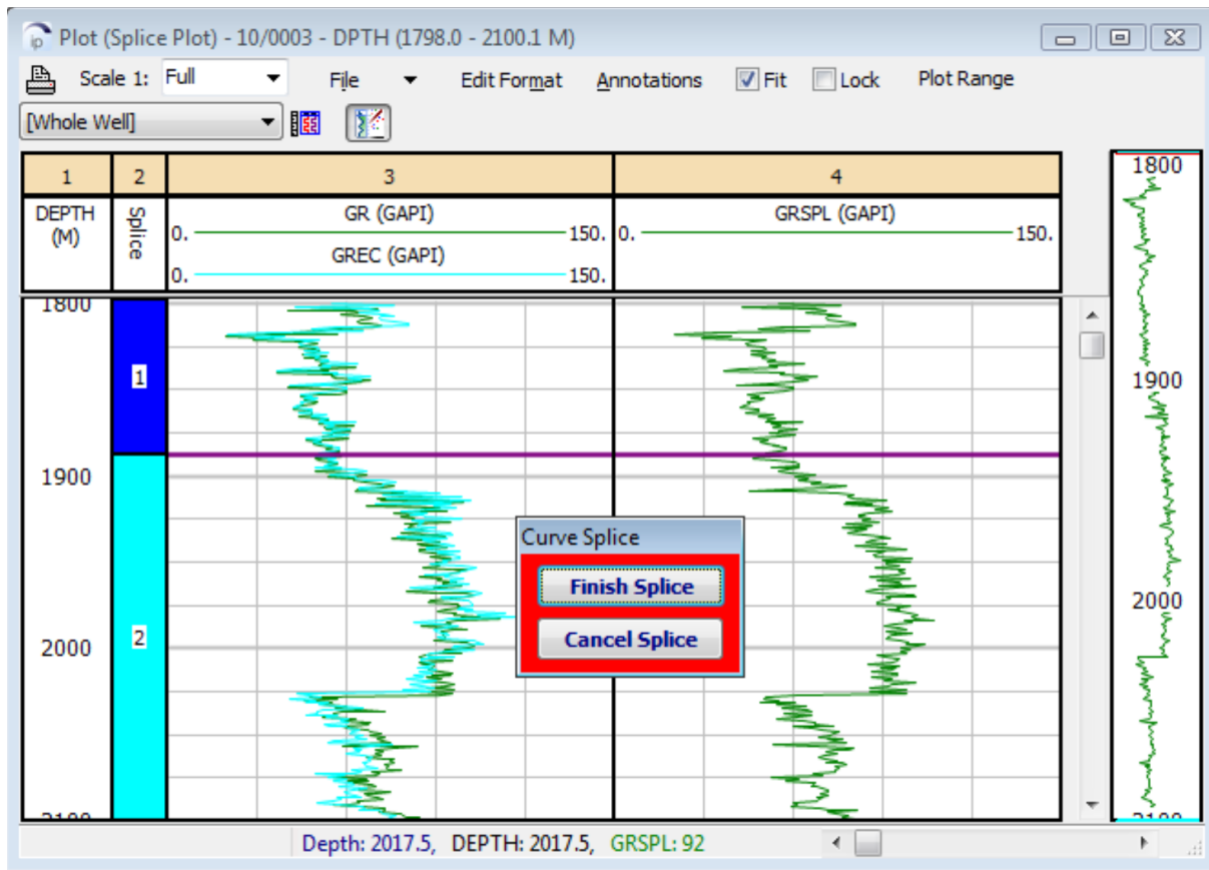 ip Plot (Splice Plot) - 10/0003 - DPTH (1798.0 - 2100.1 M)
Scale 1: Full File Edit Format Annotations Fit Lock Plot Range
[Whole Well]
1 2 3 4
DEPTH (M)
Splice
GR (GAPI)
0. 150.
GREC (GAPI)
0. 150.
GRSPL (GAPI)
0. 150.
1800
1
1900
2000
2
2100
Curve Splice
Finish Splice
Cancel Splice
1800
1900
2000
2100
Depth: 2017.5, DEPTH: 2017.5, GRSPL: 92